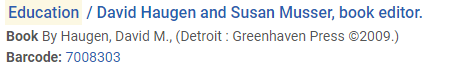 Education / David Haugen and Susan Musser, book editor.
Book By Haugen, David M., (Detroit : Greenhaven Press ©2009.)
Barcode: 7008303